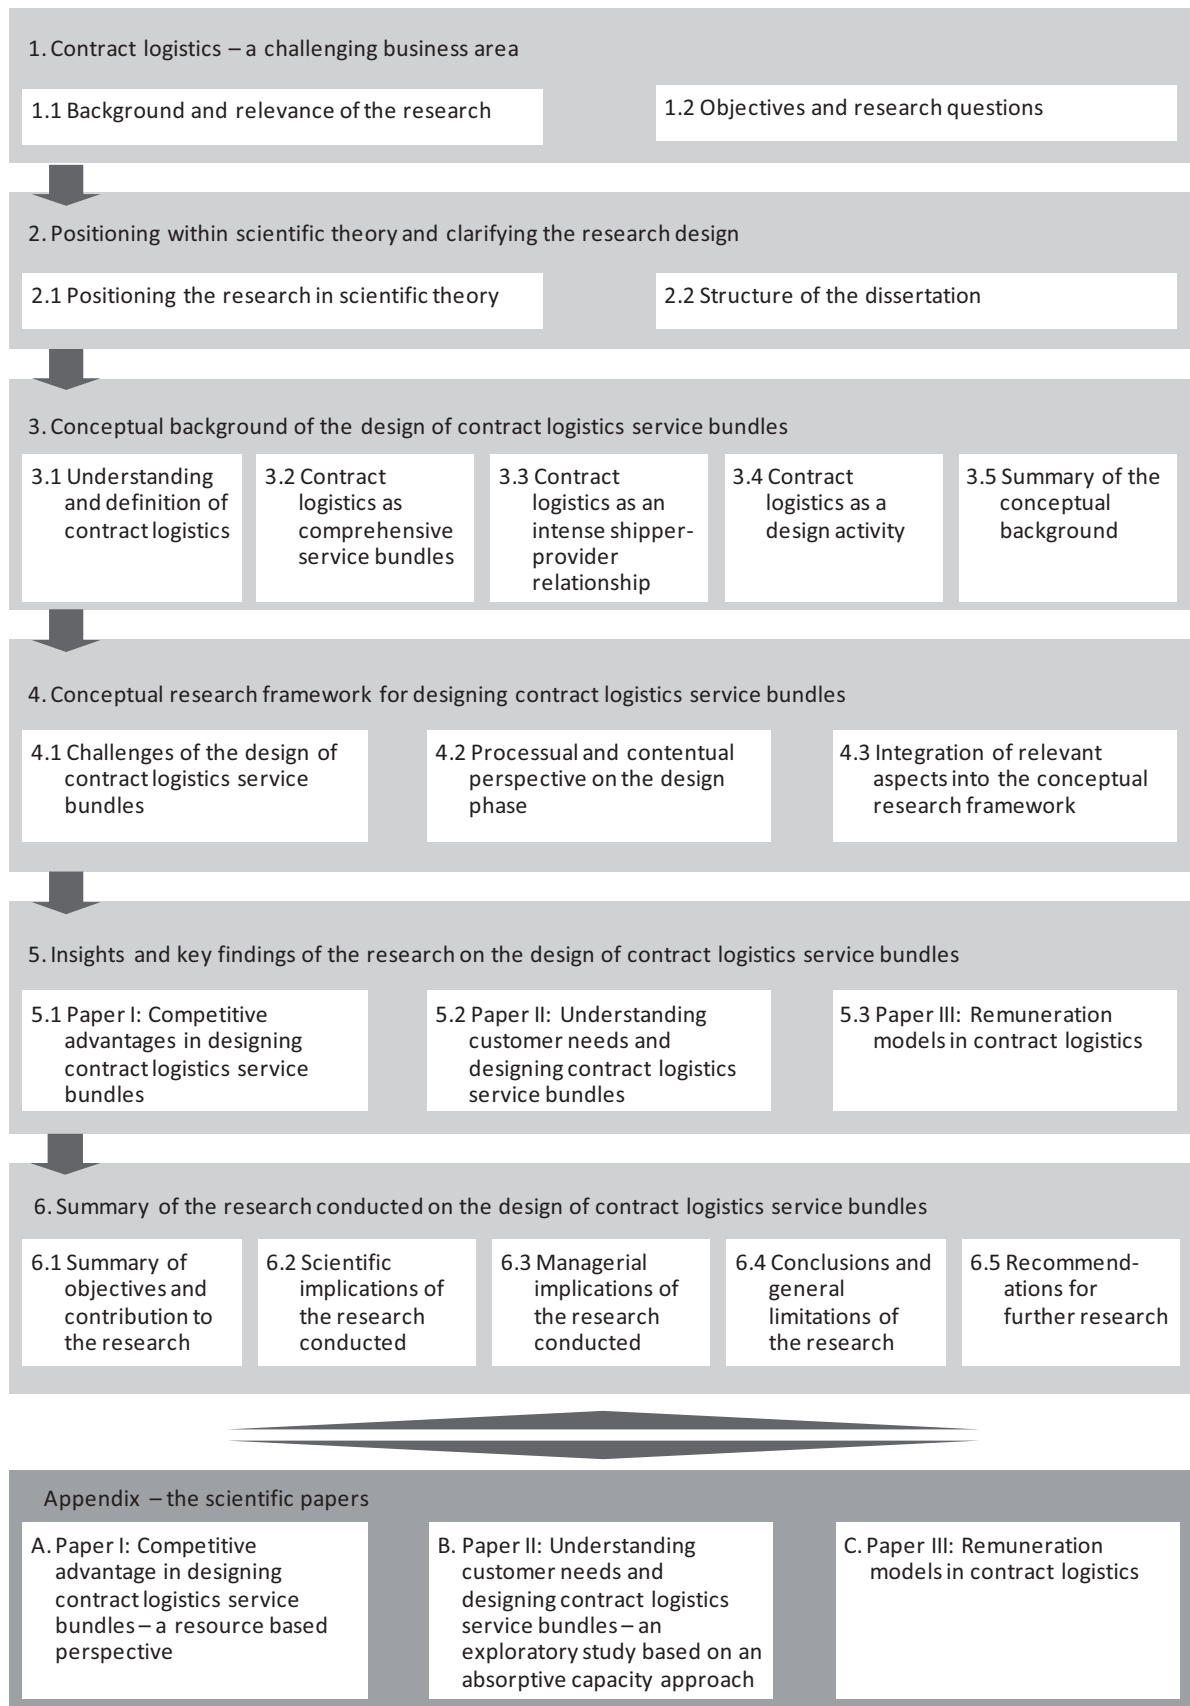 1. Contract logistics – a challenging business area
1.1 Background and relevance of the research
1.2 Objectives and research questions
2. Positioning within scientific theory and clarifying the research design
2.1 Positioning the research in scientific theory
2.2 Structure of the dissertation
3. Conceptual background of the design of contract logistics service bundles
3.1 Understanding
and definition of
contract logistics
3.2 Contract
logistics as
comprehensive
service bundles
3.3 Contract
logistics as an
intense shipper-
provider
relationship
3.4 Contract
logistics as a
design activity
3.5 Summary of the
conceptual
background
4. Conceptual research framework for designing contract logistics service bundles
4.1 Challenges of the design of
contract logistics service
bundles
4.2 Processual and contentual
perspective on the design
phase
4.3 Integration of relevant
aspects into the conceptual
research framework
5. Insights and key findings of the research on the design of contract logistics service bundles
5.1 Paper I: Competitive
advantages in designing
contract logistics service
bundles
5.2 Paper II: Understanding
customer needs and
designing contract logistics
service bundles
5.3 Paper III: Remuneration
models in contract logistics
6. Summary of the research conducted on the design of contract logistics service bundles
6.1 Summary of
objectives and
contribution to
the research
6.2 Scientific
implications of
the research
conducted
6.3 Managerial
implications of
the research
conducted
6.4 Conclusions and
general
limitations of
the research
6.5 Recommend-
ations for
further research
Appendix – the scientific papers
A. Paper I: Competitive
advantage in designing
contract logistics service
bundles – a resource based
perspective
B. Paper II: Understanding
customer needs and
designing contract logistics
service bundles – an
exploratory study based on an
absorptive capacity approach
C. Paper III: Remuneration
models in contract logistics